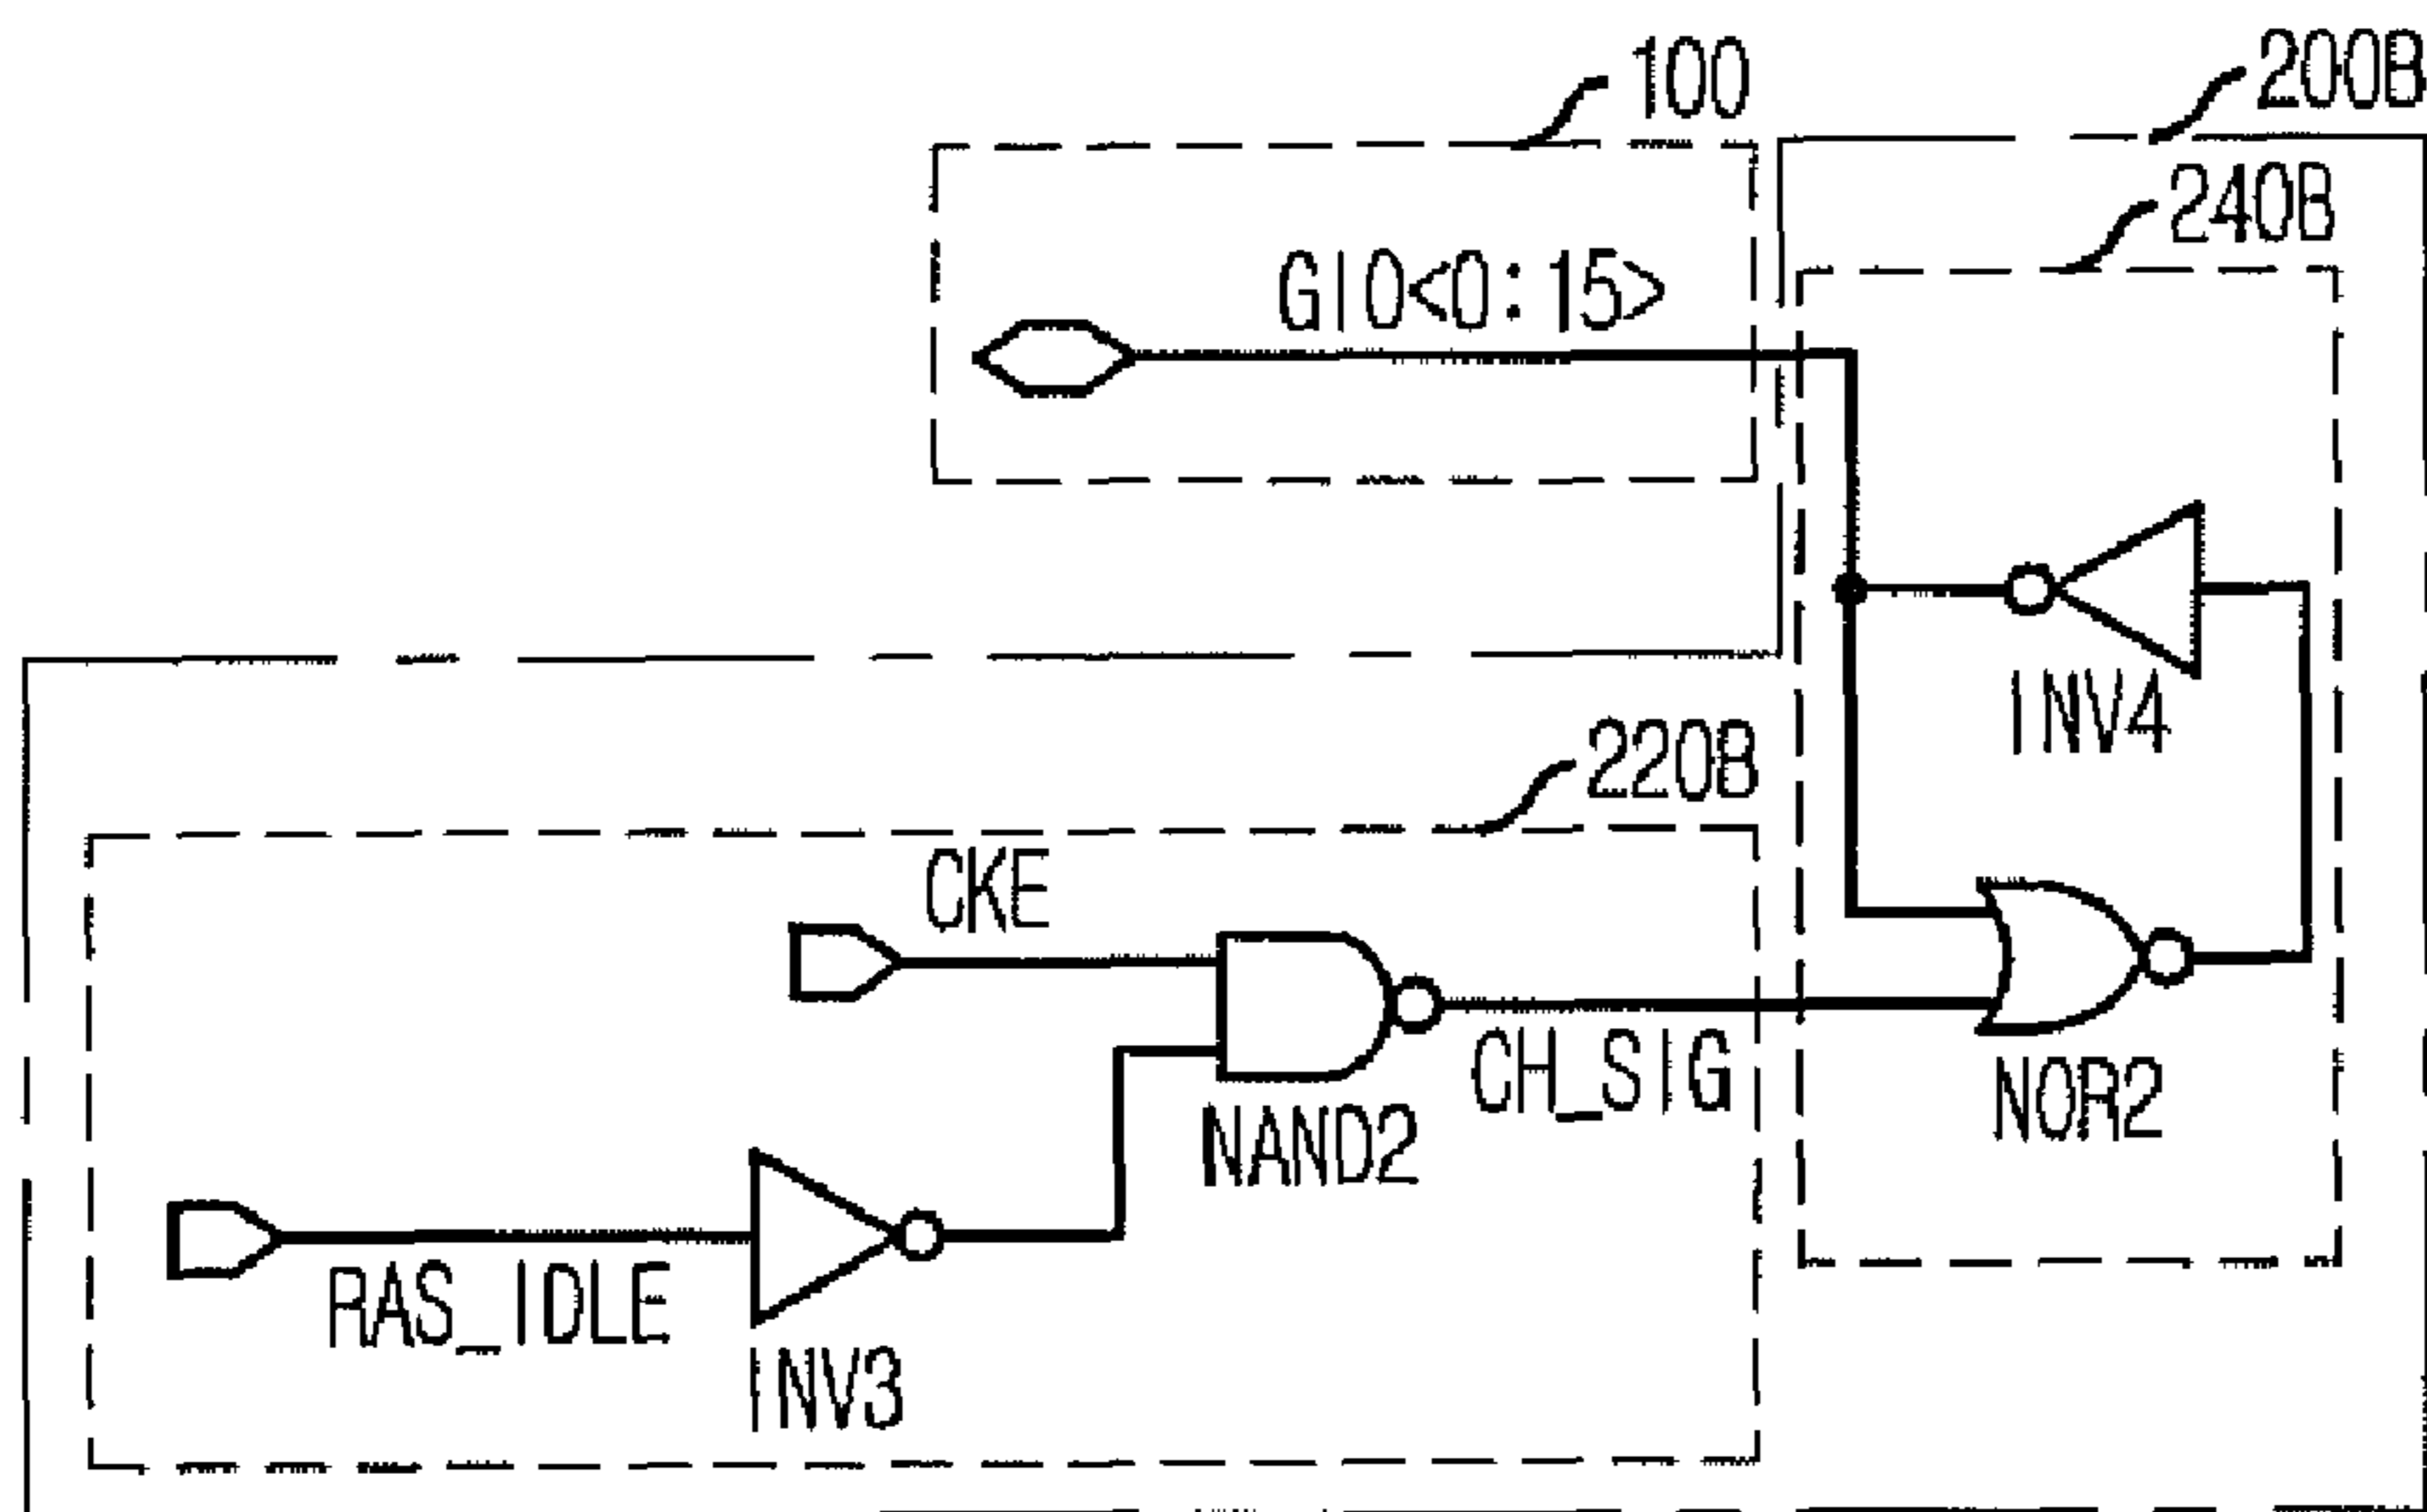 100
200B
240B
GIO<0:15>
INV4
220B
CKE
CH_SIG
NOR2
NAND2
RAS_IDLE
INV3